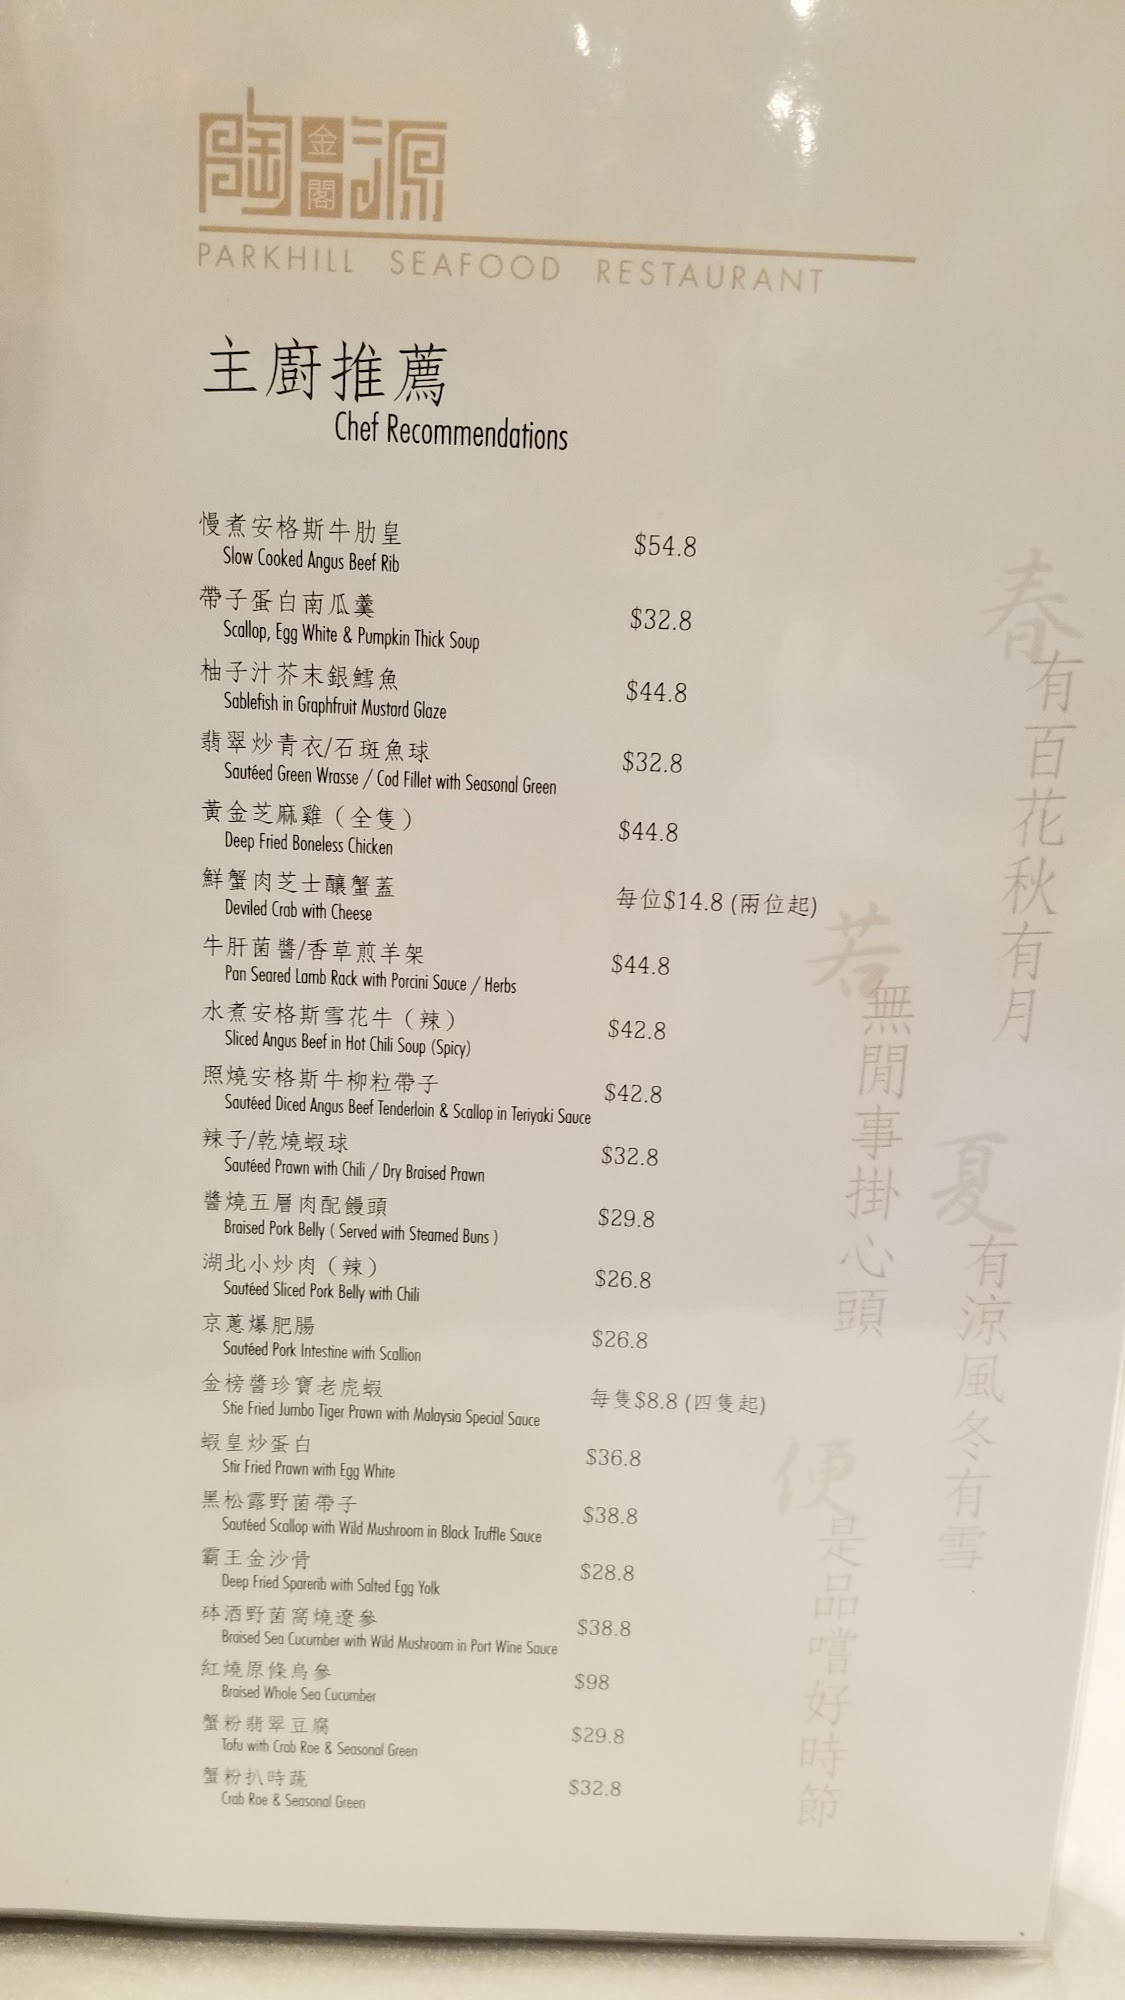 陶源
金閣
PARKHILL SEAFOOD RESTAURANT
主廚推薦
Chef Recommendations
慢煮安格斯牛肋皇 $54.8
Slow Cooked Angus Beef Rib
帶子蛋白南瓜羹 $32.8
Scallop, Egg White & Pumpkin Thick Soup
柚子汁芥末銀鱈魚 $44.8
Sablefish in Graphfruit Mustard Glaze
翡翠炒青衣/石斑魚球 $32.8
Sautéed Green Wrasse / Cod Fillet with Seasonal Green
黃金芝麻雞（全隻） $44.8
Deep Fried Boneless Chicken
鮮蟹肉芝士釀蟹蓋 每位$14.8 (兩位起)
Deviled Crab with Cheese
牛肝菌醬/香草煎羊架 $44.8
Pan Seared Lamb Rack with Porcini Sauce / Herbs
水煮安格斯雪花牛（辣） $42.8
Sliced Angus Beef in Hot Chili Soup (Spicy)
照燒安格斯牛柳粒帶子 $42.8
Sautéed Diced Angus Beef Tenderloin & Scallop in Teriyaki Sauce
辣子/乾燒蝦球 $32.8
Sautéed Prawn with Chili / Dry Braised Prawn
醬燒五層肉配饅頭 $29.8
Braised Pork Belly ( Served with Steamed Buns )
湖北小炒肉（辣） $26.8
Sautéed Sliced Pork Belly with Chili
京蔥爆肥腸 $26.8
Sautéed Pork Intestine with Scallion
金榜醬珍寶老虎蝦 每隻$8.8 (四隻起)
Stie Fried Jumbo Tiger Prawn with Malaysia Special Sauce
蝦皇炒蛋白 $36.8
Stir Fried Prawn with Egg White
黑松露野菌帶子 $38.8
Sautéed Scallop with Wild Mushroom in Black Truffle Sauce
霸王金沙骨 $28.8
Deep Fried Sparerib with Salted Egg Yolk
砵酒野菌窩燒遼參 $38.8
Braised Sea Cucumber with Wild Mushroom in Port Wine Sauce
紅燒原條烏參 $98
Braised Whole Sea Cucumber
蟹粉翡翠豆腐 $29.8
Tofu with Crab Roe & Seasonal Green
蟹粉扒時蔬 $32.8
Crab Roe & Seasonal Green
春有百花秋有月
夏有涼風冬有雪
若無閒事掛心頭
便是品嚐好時節